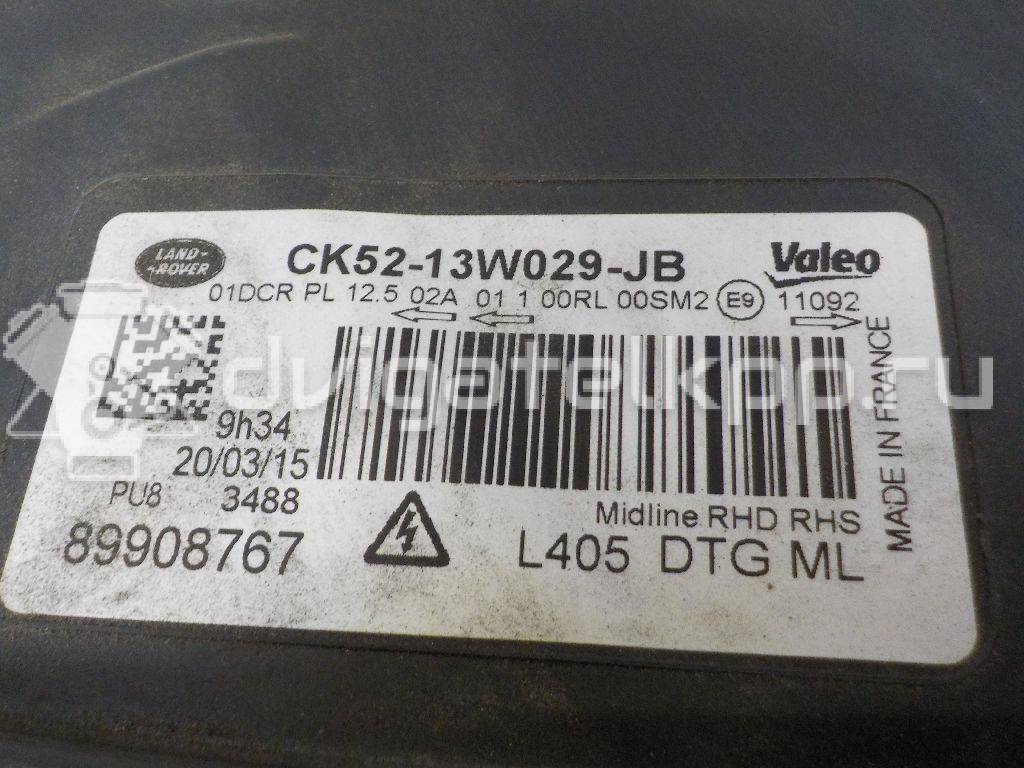 LAND-
ROVER
CK52-13W029-JB
Valeo
01DCR PL 12.5 02A 01 1 00RL 00SM2 E9 11092
9h34
20/03/15
PU8 3488
89908767
Midline RHD RHS
L405 DTG ML
MADE IN FRANCE
dvigatelkpp.ru